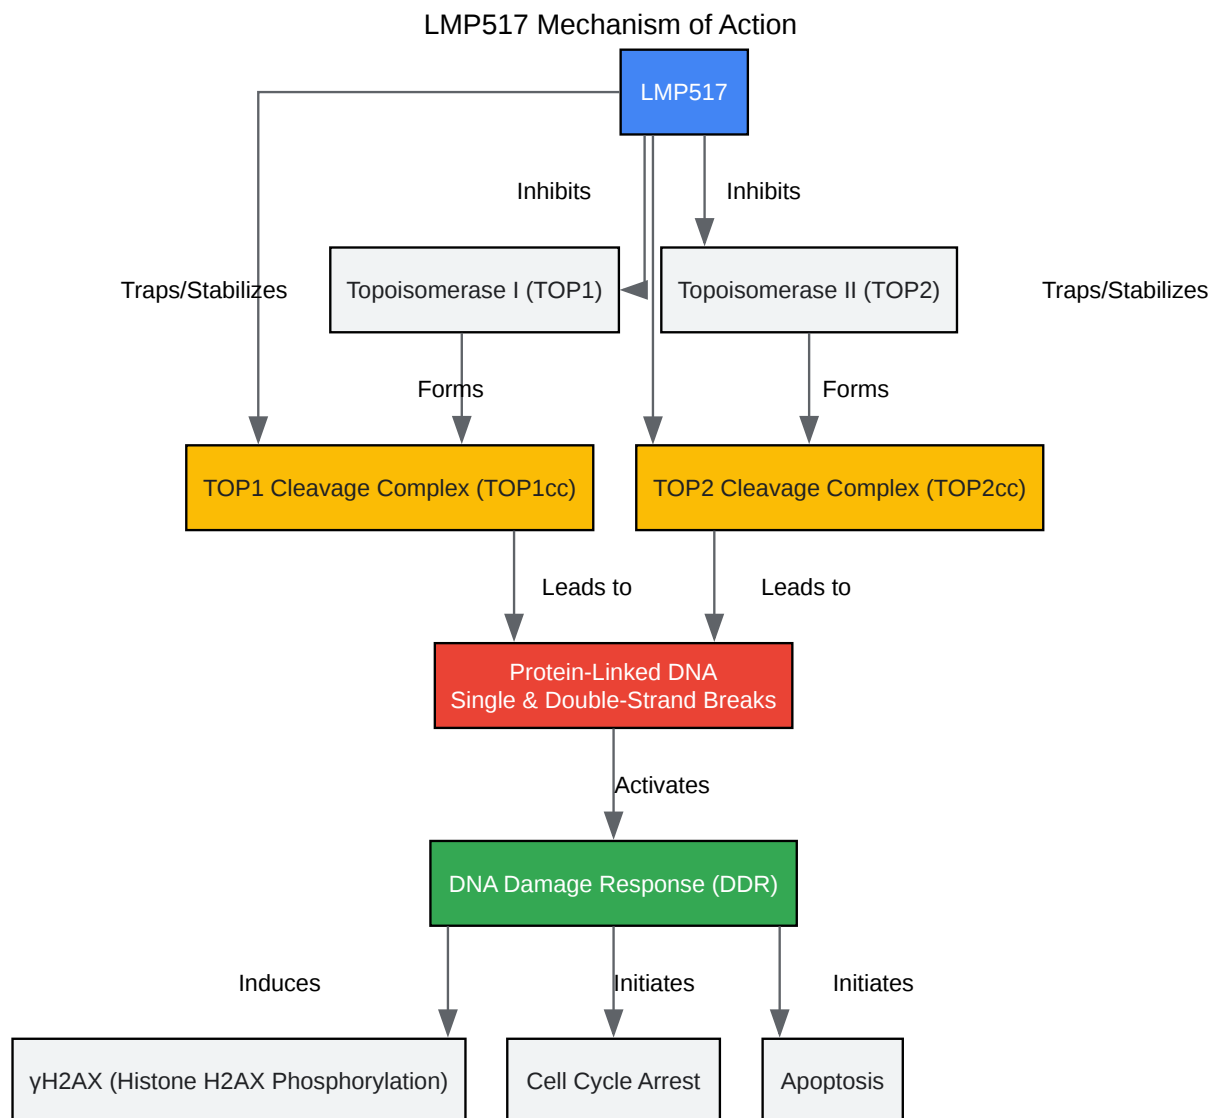 LMP517 Mechanism of Action
LMP517
Inhibits
Inhibits
Traps/Stabilizes
Topoisomerase I (TOP1)
Topoisomerase II (TOP2)
Traps/Stabilizes
Forms
Forms
TOP1 Cleavage Complex (TOP1cc)
TOP2 Cleavage Complex (TOP2cc)
Leads to
Leads to
Protein-Linked DNA
Single & Double-Strand Breaks
Activates
DNA Damage Response (DDR)
Induces
Initiates
Initiates
γH2AX (Histone H2AX Phosphorylation)
Cell Cycle Arrest
Apoptosis